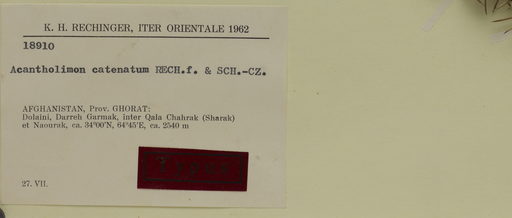 K. H. RECHINGER, ITER ORIENTALE 1962
18910
Acantholimon catenatum RECH.f. & SCH.-CZ.
AFGHANISTAN, Prov. GHORAT:
Dolaini, Darreh Garmak, inter Qala Chahrak (Sharak)
et Naourak, ca. 34°00'N, 64°45'E, ca. 2540 m
27. VII.